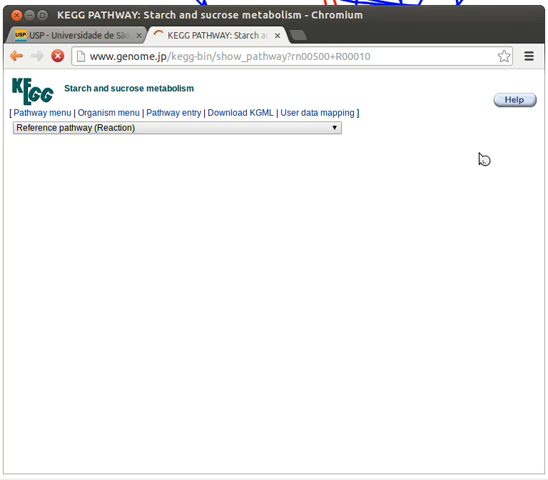 KEGG PATHWAY: Starch and sucrose metabolism - Chromium
USP USP - Universidade de São
KEGG PATHWAY: Starch a
www.genome.jp/kegg-bin/show_pathway?rn00500+R00010
KEGG
Starch and sucrose metabolism
Help
[ Pathway menu | Organism menu | Pathway entry | Download KGML | User data mapping ]
Reference pathway (Reaction)